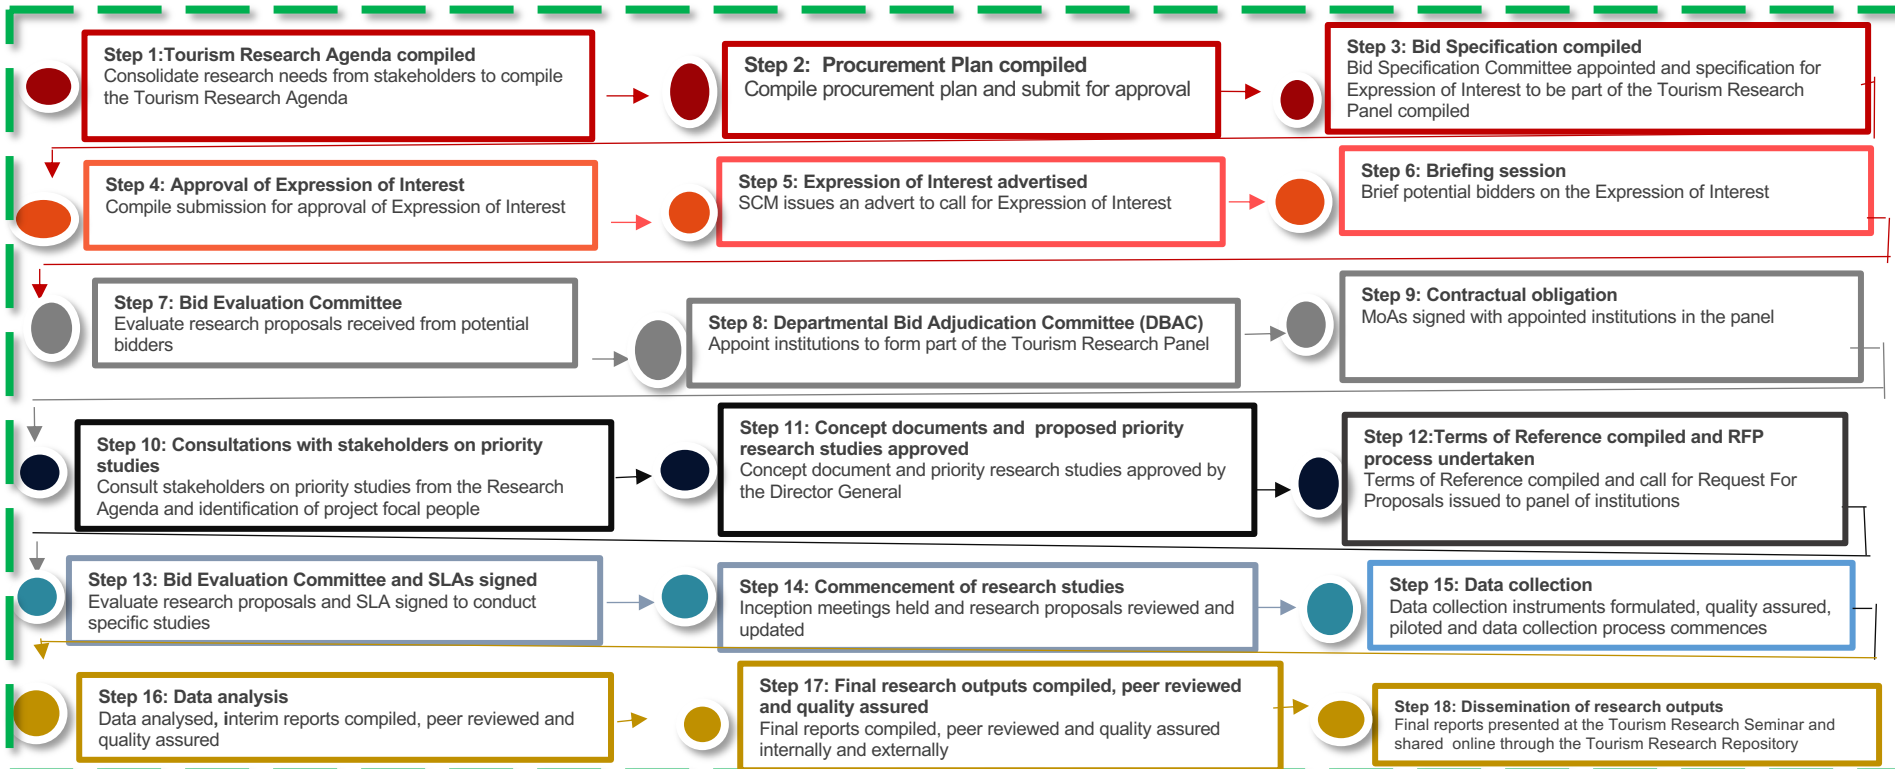 Step 1:Tourism Research Agenda compiled
Consolidate research needs from stakeholders to compile
the Tourism Research Agenda
Step 2:  Procurement Plan compiled
Compile procurement plan and submit for approval
Step 3: Bid Specification compiled
Bid Specification Committee appointed and specification for
Expression of Interest to be part of the Tourism Research
Panel compiled
Step 4: Approval of Expression of Interest
Compile submission for approval of Expression of Interest
Step 5: Expression of Interest advertised
SCM issues an advert to call for Expression of Interest
Step 6: Briefing session
Brief potential bidders on the Expression of Interest
Step 7: Bid Evaluation Committee
Evaluate research proposals received from potential
bidders
Step 8: Departmental Bid Adjudication Committee (DBAC)
Appoint institutions to form part of the Tourism Research Panel
Step 9: Contractual obligation
MoAs signed with appointed institutions in the panel
Step 10: Consultations with stakeholders on priority
studies
Consult stakeholders on priority studies from the Research
Agenda and identification of project focal people
Step 11: Concept documents and  proposed priority
research studies approved
Concept document and priority research studies approved by
the Director General
Step 12:Terms of Reference compiled and RFP
process undertaken
Terms of Reference compiled and call for Request For
Proposals issued to panel of institutions
Step 13: Bid Evaluation Committee and SLAs signed
Evaluate research proposals and SLA signed to conduct
specific studies
Step 14: Commencement of research studies
Inception meetings held and research proposals reviewed and
updated
Step 15: Data collection
Data collection instruments formulated, quality assured,
piloted and data collection process commences
Step 16: Data analysis
Data analysed, interim reports compiled, peer reviewed and
quality assured
Step 17: Final research outputs compiled, peer reviewed
and quality assured
Final reports compiled, peer reviewed and quality assured
internally and externally
Step 18: Dissemination of research outputs
Final reports presented at the Tourism Research Seminar and
shared  online through the Tourism Research Repository